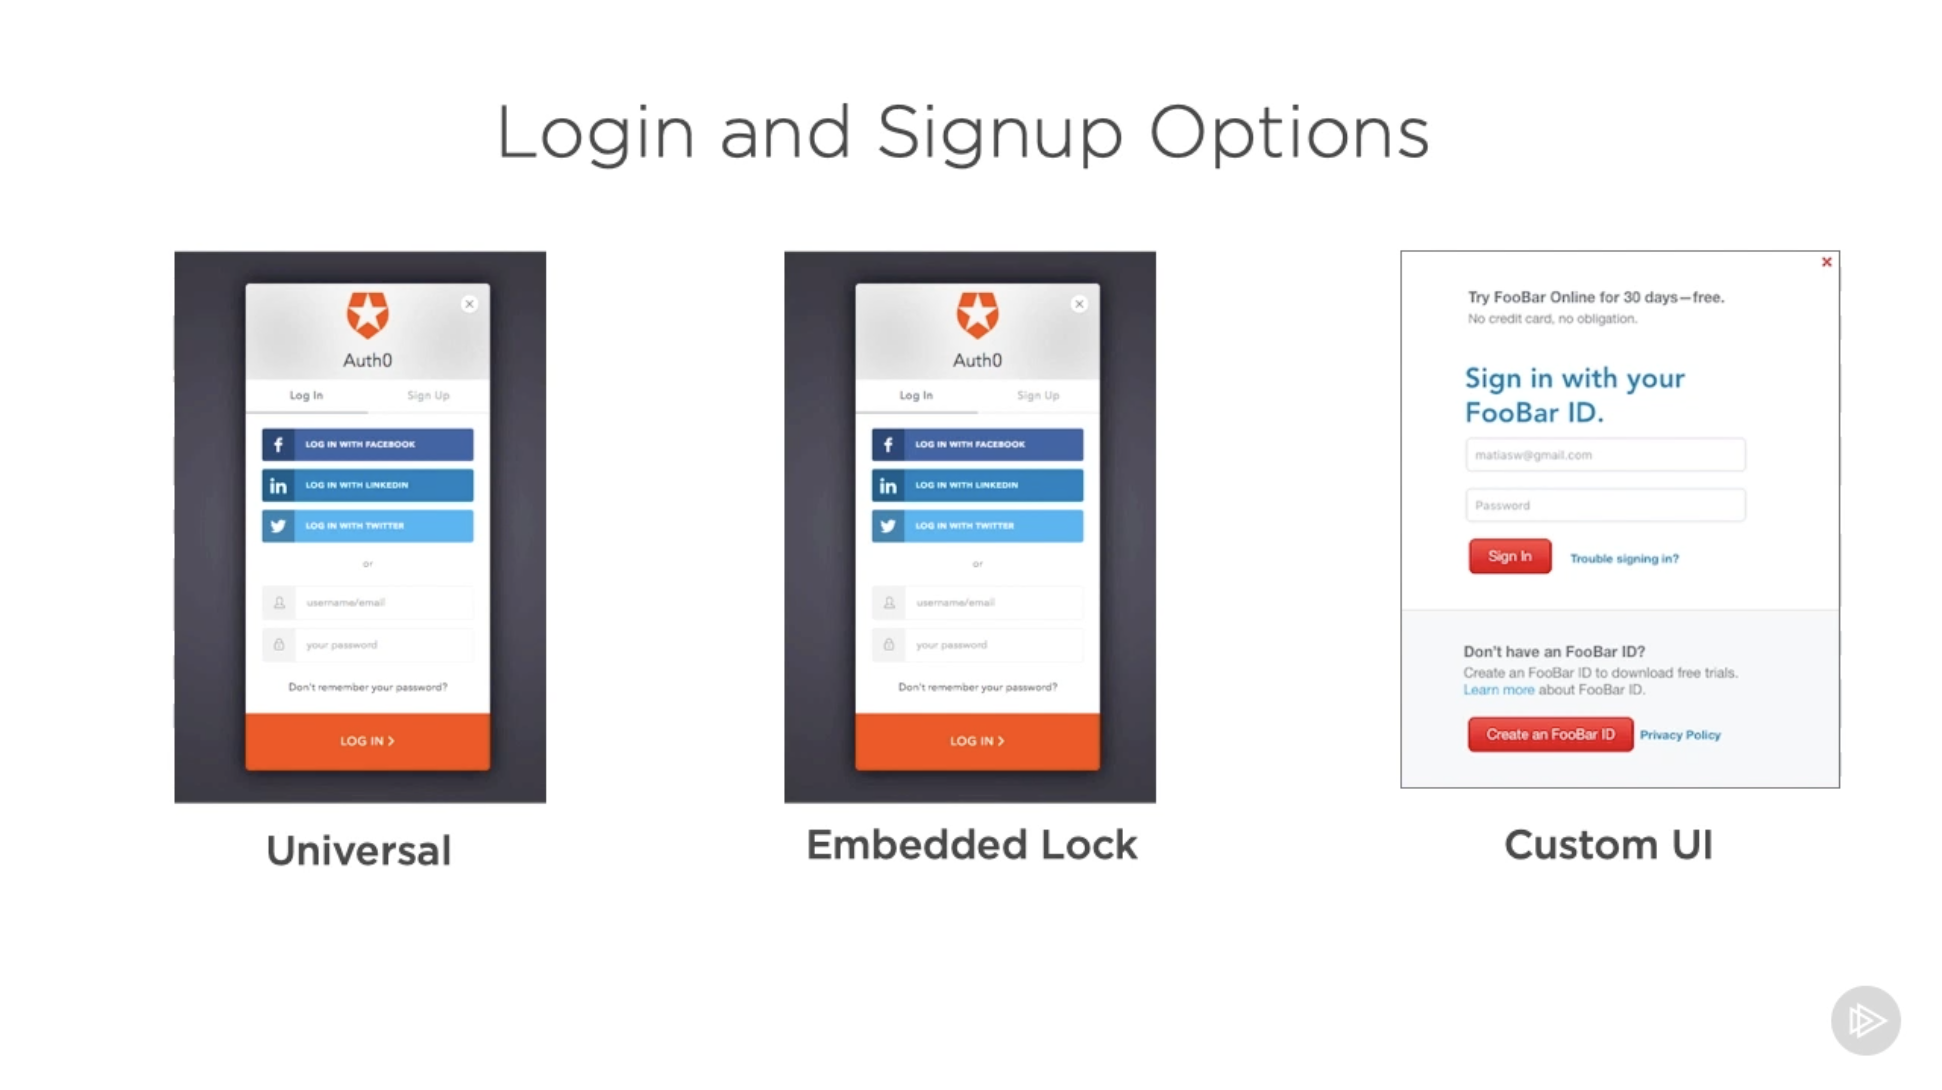 Login and Signup Options
Auth0
Log In Sign Up
f LOG IN WITH FACEBOOK
in LOG IN WITH LINKEDIN
LOG IN WITH TWITTER
or
username/email
your password
Don't remember your password?
LOG IN >
Universal
Auth0
Log In Sign Up
f LOG IN WITH FACEBOOK
in LOG IN WITH LINKEDIN
LOG IN WITH TWITTER
or
username/email
your password
Don't remember your password?
LOG IN >
Embedded Lock
Try FooBar Online for 30 days—free.
No credit card, no obligation.
Sign in with your
FooBar ID.
matiasw@gmail.com
Password
Sign In Trouble signing in?
Don't have an FooBar ID?
Create an FooBar ID to download free trials.
Learn more about FooBar ID.
Create an FooBar ID Privacy Policy
Custom UI